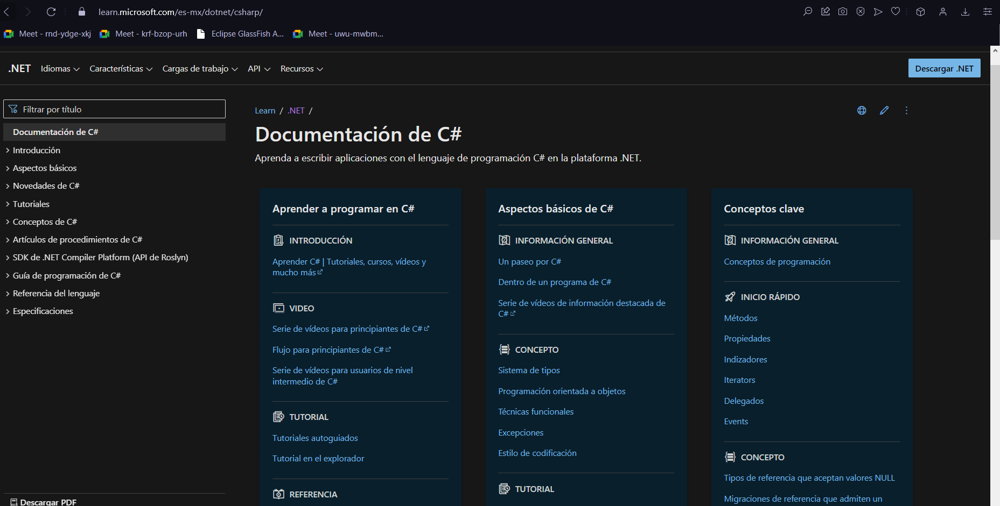 learn.microsoft.com/es-mx/dotnet/csharp/
Meet - rnd-ydge-xkj
Meet - krf-bzop-urh
Eclipse GlassFish A...
Meet - uwu-mwbm...
.NET
Idiomas
Características
Cargas de trabajo
API
Recursos
Descargar .NET
Filtrar por título
Documentación de C#
Introducción
Aspectos básicos
Novedades de C#
Tutoriales
Conceptos de C#
Artículos de procedimientos de C#
SDK de .NET Compiler Platform (API de Roslyn)
Guía de programación de C#
Referencia del lenguaje
Especificaciones
Descargar PDF
Learn / .NET /
Documentación de C#
Aprenda a escribir aplicaciones con el lenguaje de programación C# en la plataforma .NET.
Aprender a programar en C#
INTRODUCCIÓN
Aprender C# | Tutoriales, cursos, vídeos y
mucho más
VIDEO
Serie de vídeos para principiantes de C#
Flujo para principiantes de C#
Serie de vídeos para usuarios de nivel
intermedio de C#
TUTORIAL
Tutoriales autoguiados
Tutorial en el explorador
REFERENCIA
Aspectos básicos de C#
INFORMACIÓN GENERAL
Un paseo por C#
Dentro de un programa de C#
Serie de vídeos de información destacada de
C#
CONCEPTO
Sistema de tipos
Programación orientada a objetos
Técnicas funcionales
Excepciones
Estilo de codificación
TUTORIAL
Conceptos clave
INFORMACIÓN GENERAL
Conceptos de programación
INICIO RÁPIDO
Métodos
Propiedades
Indizadores
Iterators
Delegados
Events
CONCEPTO
Tipos de referencia que aceptan valores NULL
Migraciones de referencia que admiten un